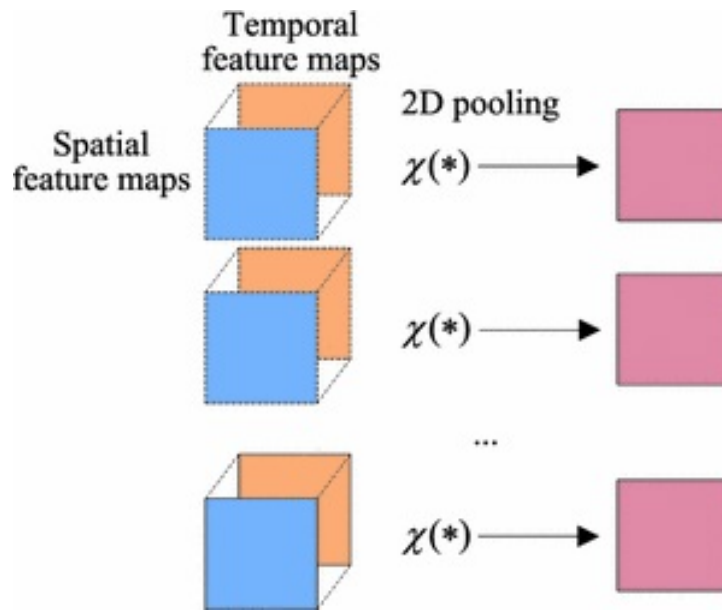 Temporal
feature maps
2D pooling
Spatial
feature maps
χ(*)
χ(*)
...
χ(*)